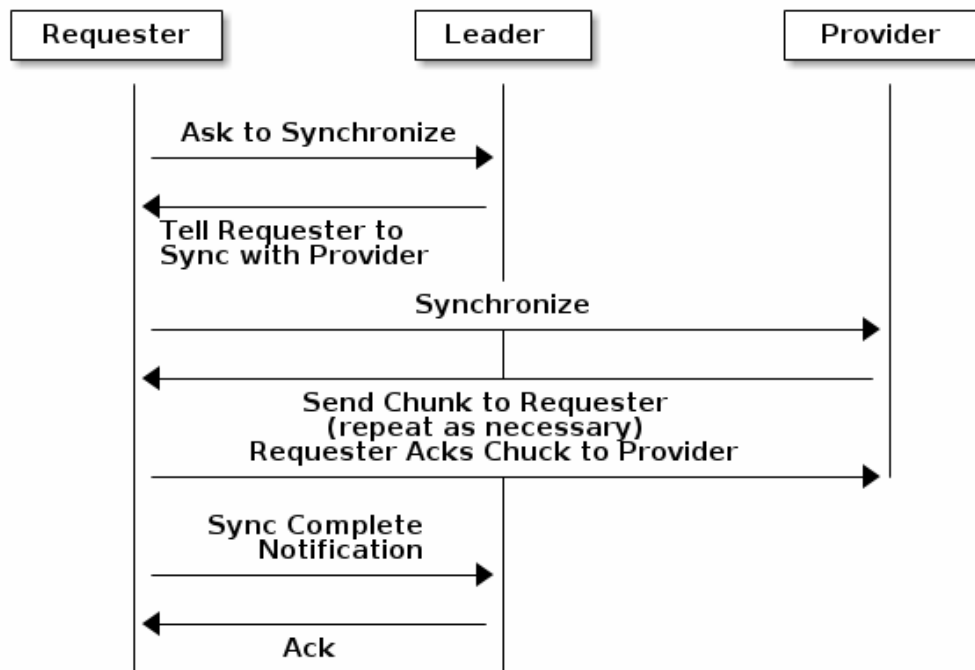 Requester
Leader
Provider
Ask to Synchronize
Tell Requester to
Sync with Provider
Synchronize
Send Chunk to Requester
(repeat as necessary)
Requester Acks Chuck to Provider
Sync Complete
Notification
Ack